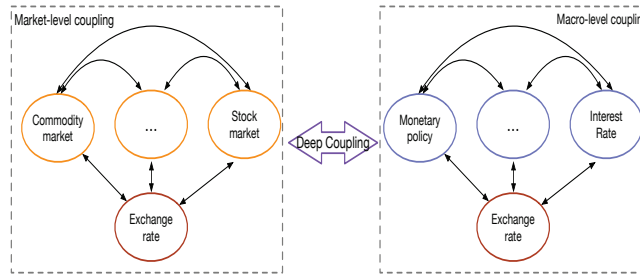 Market-level coupling
Commodity
market
...
Stock
market
Exchange
rate
Deep Coupling
Macro-level couplin
Monetary
policy
...
Interest
Rate
Exchange
rate